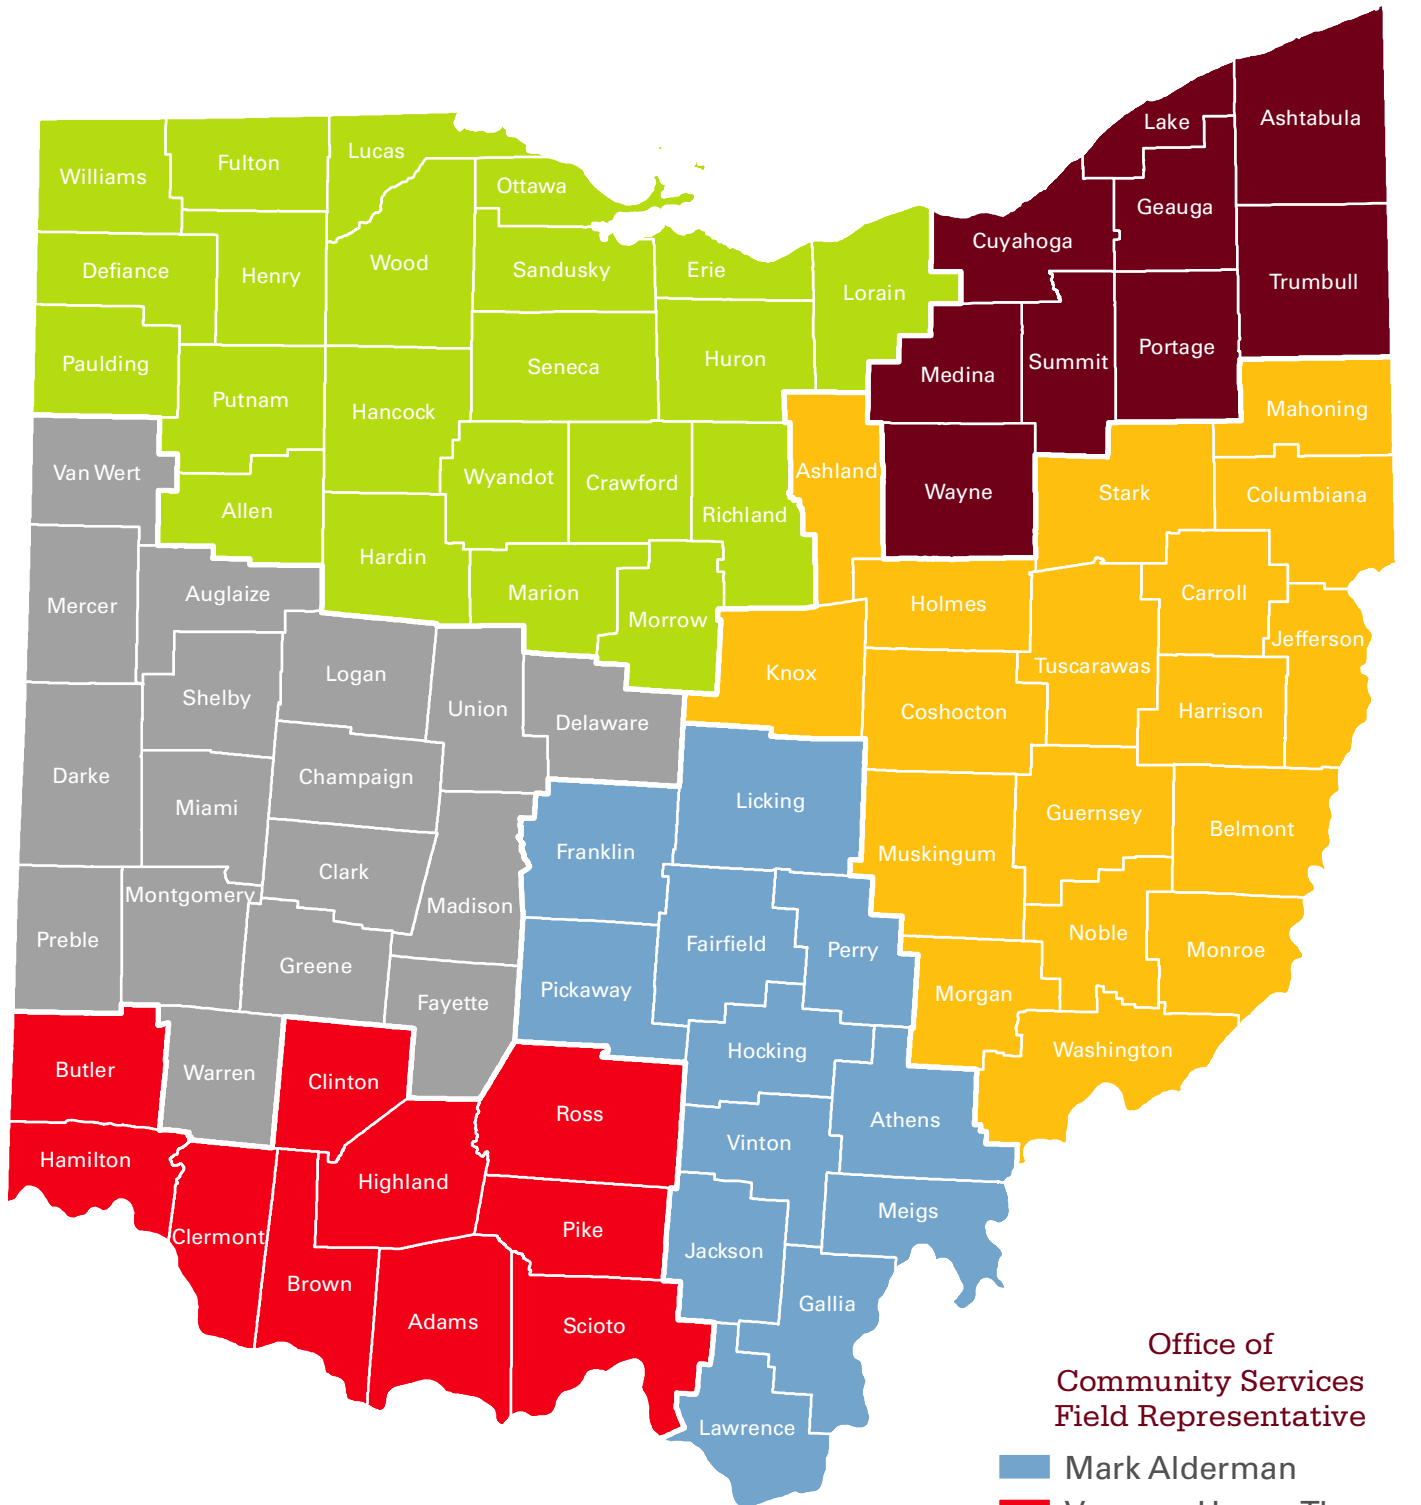 Lake
Ashtabula
Lucas
Fulton
Williams
Ottawa
Geauga
Cuyahoga
Wood
Defiance
Henry
Sandusky
Erie
Trumbull
Lorain
Portage
Huron
Summit
Paulding
Seneca
Medina
Putnam
Hancock
Mahoning
Van Wert
Ashland
Wyandot
Crawford
Wayne
Stark
Columbiana
Allen
Richland
Hardin
Marion
Carroll
Auglaize
Mercer
Holmes
Morrow
Jefferson
Tuscarawas
Logan
Knox
Shelby
Union
Coshocton
Harrison
Delaware
Darke
Champaign
Licking
Miami
Guernsey
Belmont
Franklin
Muskingum
Clark
Montgomery
Madison
Noble
Preble
Fairfield
Perry
Monroe
Greene
Pickaway
Morgan
Fayette
Hocking
Washington
Butler
Warren
Clinton
Ross
Athens
Vinton
Hamilton
Highland
Meigs
Pike
Clermont
Jackson
Brown
Gallia
Adams
Scioto
Office of
Community Services
Field Representative
Lawrence
Mark Alderman